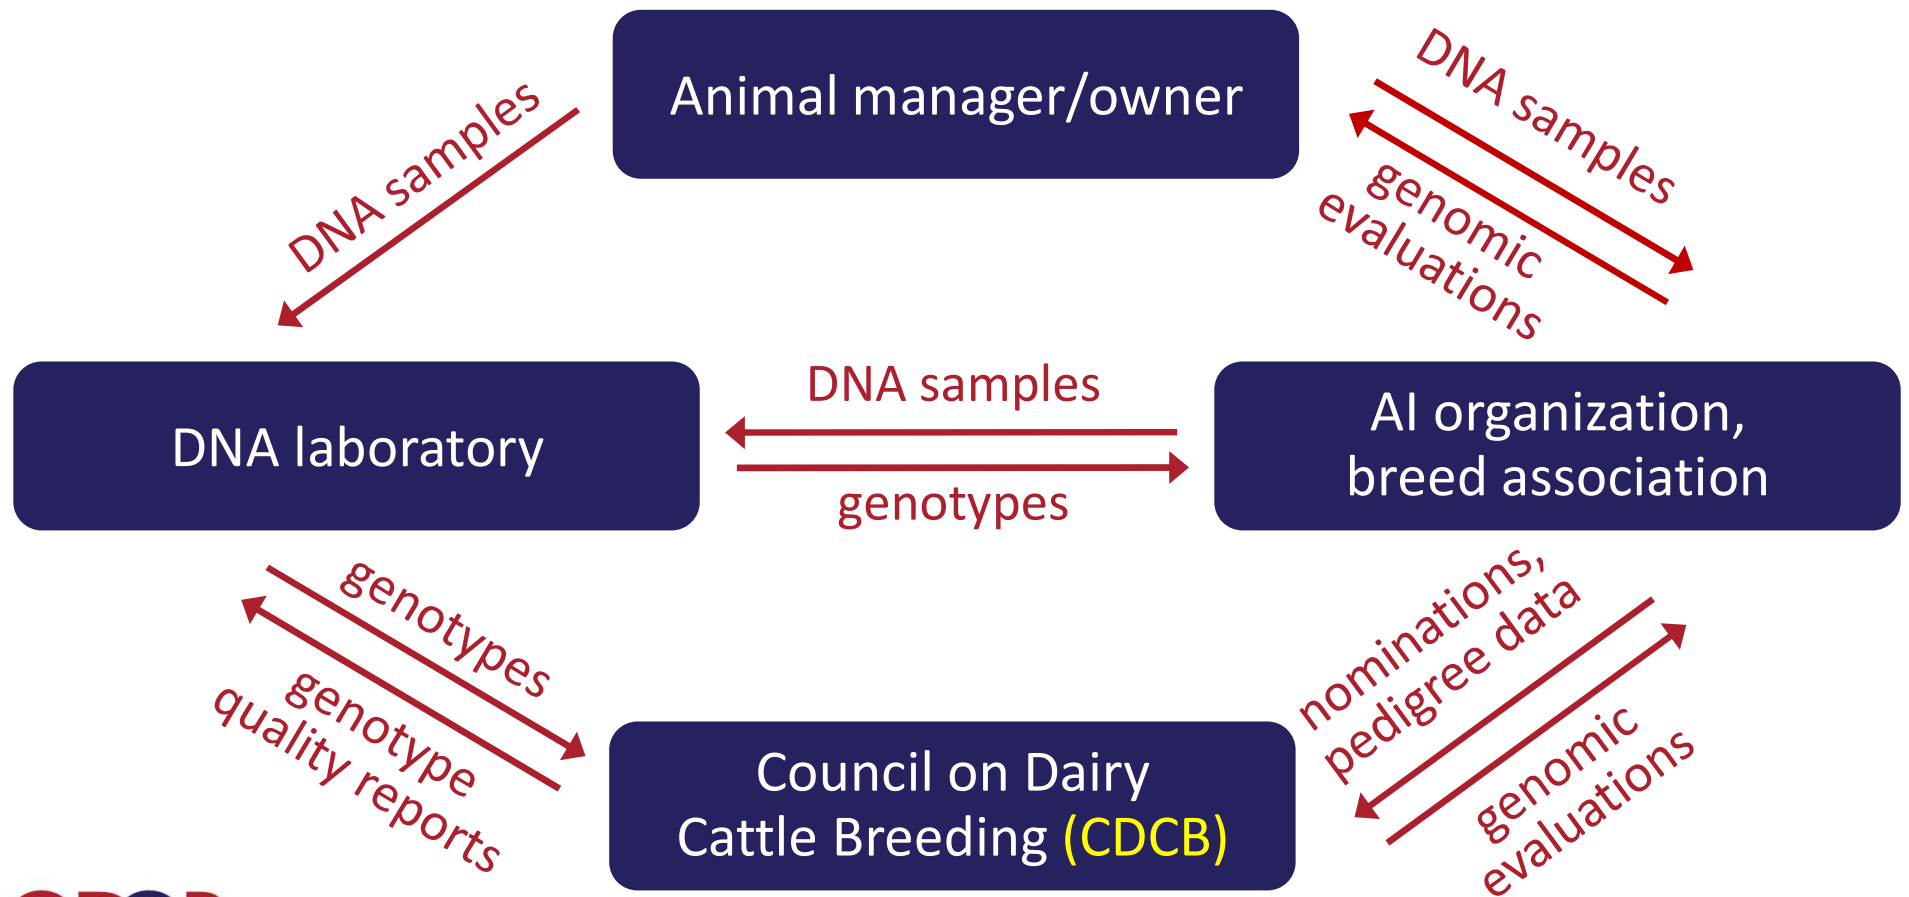 Animal manager/owner
DNA samples
DNA samples
genomic
evaluations
DNA laboratory
DNA samples
genotypes
AI organization,
breed association
genotypes
genotype
quality reports
nominations,
pedigree data
genomic
evaluations
Council on Dairy
Cattle Breeding (CDCB)